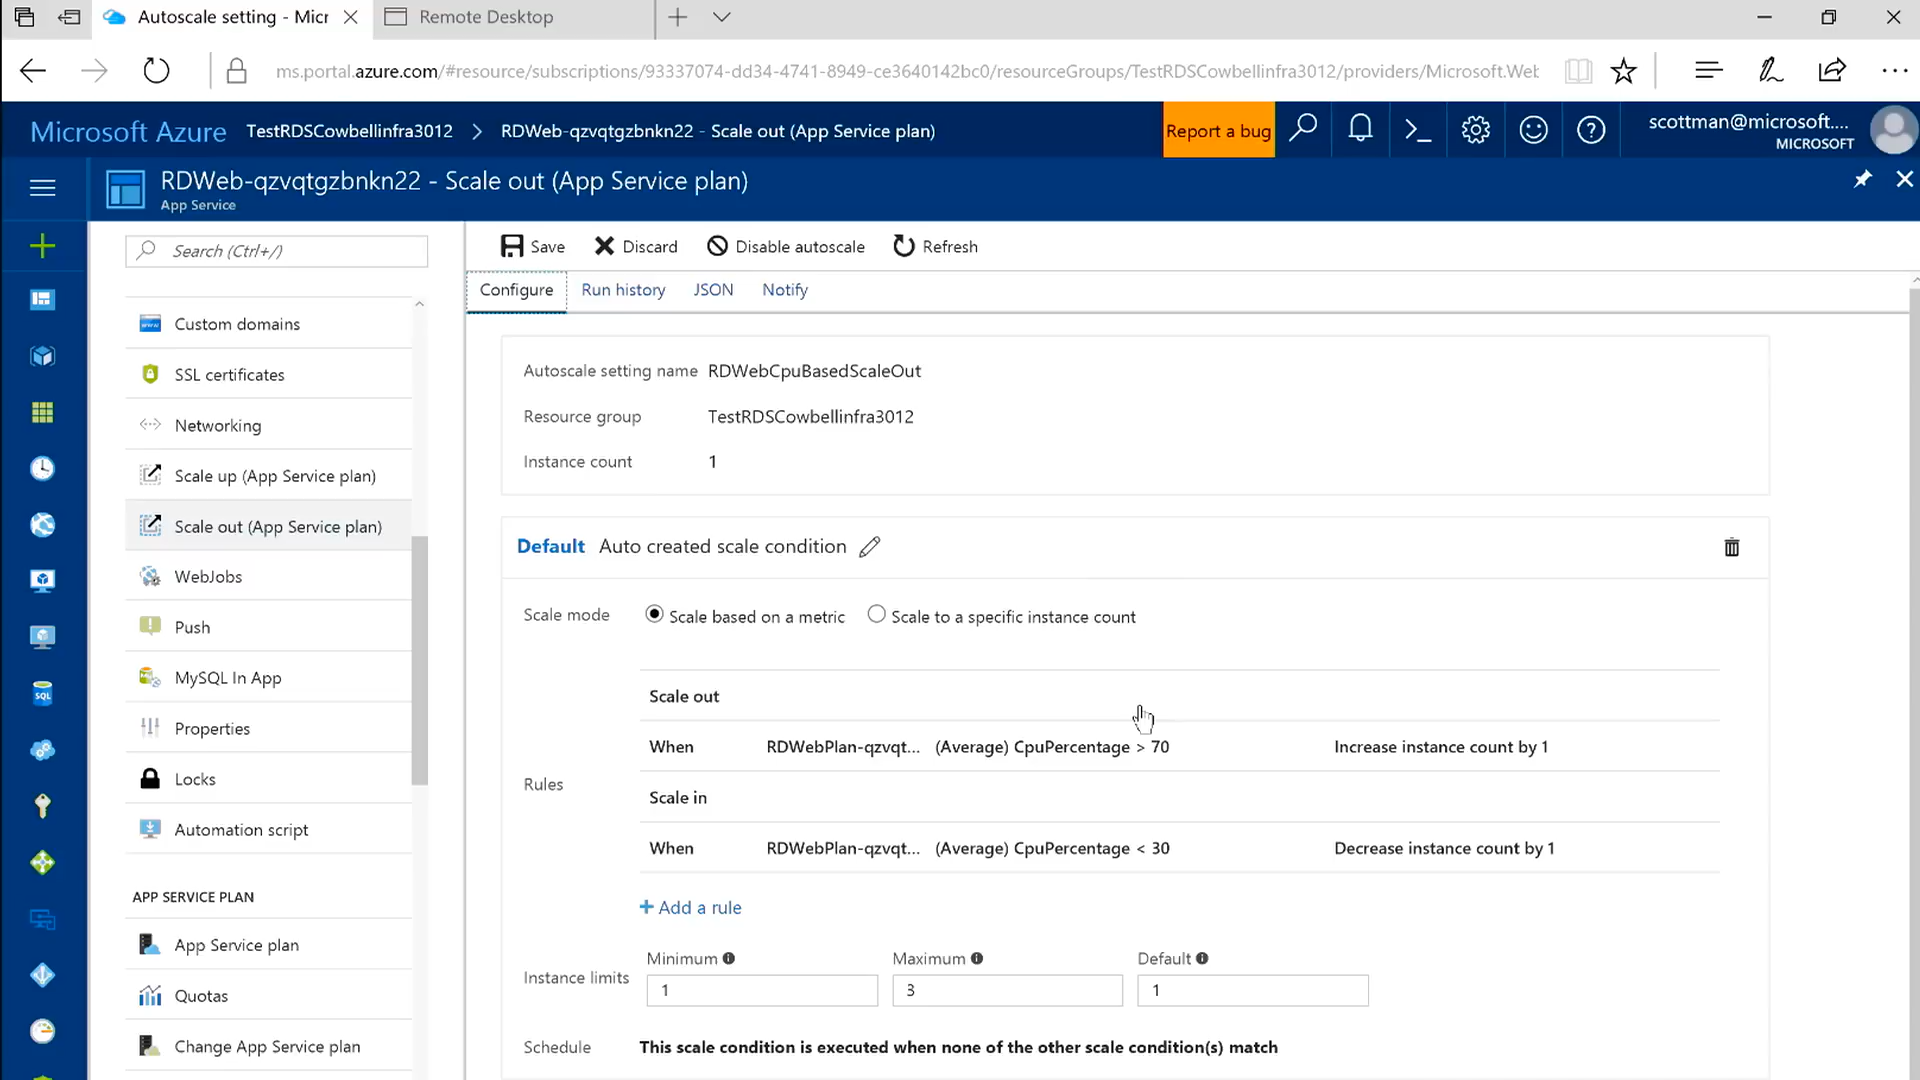 Autoscale setting - Micr
Remote Desktop
ms.portal.azure.com/#resource/subscriptions/93337074-dd34-4741-8949-ce3640142bc0/resourceGroups/TestRDSCowbellinfra3012/providers/Microsoft.Web
Microsoft Azure TestRDSCowbellinfra3012 > RDWeb-qzvqtgzbnkn22 - Scale out (App Service plan)
Report a bug
scottman@microsoft....
MICROSOFT
RDWeb-qzvqtgzbnkn22 - Scale out (App Service plan)
App Service
Search (Ctrl+/)
Custom domains
SSL certificates
Networking
Scale up (App Service plan)
Scale out (App Service plan)
WebJobs
Push
MySQL In App
Properties
Locks
Automation script
APP SERVICE PLAN
App Service plan
Quotas
Change App Service plan
SQL
Save Discard Disable autoscale Refresh
Configure Run history JSON Notify
Autoscale setting name RDWebCpuBasedScaleOut
Resource group TestRDSCowbellinfra3012
Instance count 1
Default Auto created scale condition
Scale mode Scale based on a metric Scale to a specific instance count
Rules
Scale out
When RDWebPlan-qzvqt... (Average) CpuPercentage > 70 Increase instance count by 1
Scale in
When RDWebPlan-qzvqt... (Average) CpuPercentage < 30 Decrease instance count by 1
+ Add a rule
Instance limits
Minimum Maximum Default
1 3 1
Schedule This scale condition is executed when none of the other scale condition(s) match